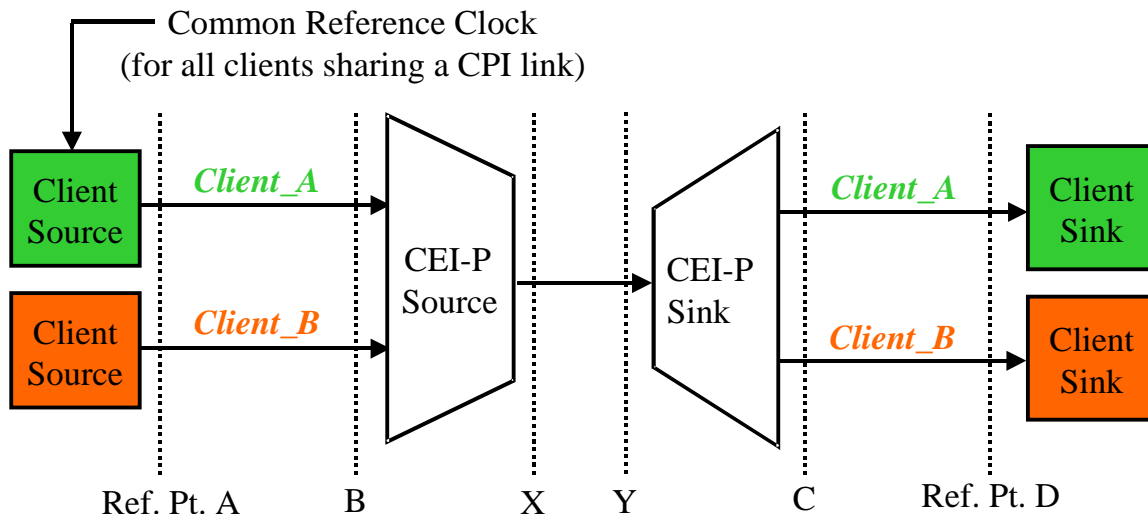 Common Reference Clock
(for all clients sharing a CPI link)
Client
Source
Client_A
Client_A
Client
Sink
CEI-P
Source
CEI-P
Sink
Client
Source
Client_B
Client_B
Client
Sink
Ref. Pt. A
B
X
Y
C
Ref. Pt. D